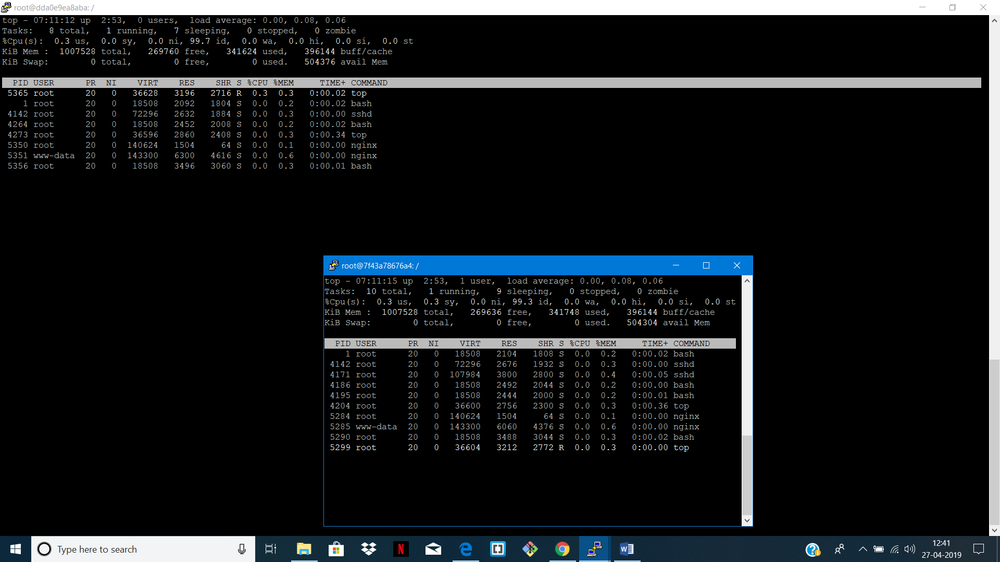 root@dda0e9ea8aba: /
top - 07:11:12 up  2:53,  0 users,  load average: 0.00, 0.08, 0.06
Tasks:   8 total,   1 running,   7 sleeping,   0 stopped,   0 zombie
%Cpu(s):  0.3 us,  0.0 sy,  0.0 ni, 99.7 id,  0.0 wa,  0.0 hi,  0.0 si,  0.0 st
KiB Mem :  1007528 total,   269760 free,   341624 used,   396144 buff/cache
KiB Swap:        0 total,        0 free,        0 used.   504376 avail Mem
  PID USER      PR  NI    VIRT    RES    SHR S %CPU %MEM     TIME+ COMMAND
 5365 root      20   0   36628   3196   2716 R  0.3  0.3   0:00.02 top
    1 root      20   0   18508   2092   1804 S  0.0  0.2   0:00.02 bash
 4142 root      20   0   72296   2632   1884 S  0.0  0.3   0:00.00 sshd
 4264 root      20   0   18508   2452   2008 S  0.0  0.2   0:00.02 bash
 4273 root      20   0   36596   2860   2408 S  0.0  0.3   0:00.34 top
 5350 root      20   0  140624   1504     64 S  0.0  0.1   0:00.00 nginx
 5351 www-data  20   0  143300   6300   4616 S  0.0  0.6   0:00.00 nginx
 5356 root      20   0   18508   3496   3060 S  0.0  0.3   0:00.01 bash
root@7f43a78676a4: /
top - 07:11:15 up  2:53,  1 user,  load average: 0.00, 0.08, 0.06
Tasks:  10 total,   1 running,   9 sleeping,   0 stopped,   0 zombie
%Cpu(s):  0.3 us,  0.3 sy,  0.0 ni, 99.3 id,  0.0 wa,  0.0 hi,  0.0 si,  0.0 st
KiB Mem :  1007528 total,   269636 free,   341748 used,   396144 buff/cache
KiB Swap:        0 total,        0 free,        0 used.   504304 avail Mem
  PID USER      PR  NI    VIRT    RES    SHR S %CPU %MEM     TIME+ COMMAND
    1 root      20   0   18508   2104   1808 S  0.0  0.2   0:00.02 bash
 4142 root      20   0   72296   2676   1932 S  0.0  0.3   0:00.00 sshd
 4171 root      20   0  107984   3800   2800 S  0.0  0.4   0:00.05 sshd
 4186 root      20   0   18508   2492   2044 S  0.0  0.2   0:00.00 bash
 4195 root      20   0   18508   2444   2000 S  0.0  0.2   0:00.01 bash
 4204 root      20   0   36600   2756   2300 S  0.0  0.3   0:00.36 top
 5284 root      20   0  140624   1504     64 S  0.0  0.1   0:00.00 nginx
 5285 www-data  20   0  143300   6060   4376 S  0.0  0.6   0:00.00 nginx
 5290 root      20   0   18508   3488   3044 S  0.0  0.3   0:00.02 bash
 5299 root      20   0   36604   3212   2772 R  0.0  0.3   0:00.00 top
Type here to search
12:41
27-04-2019